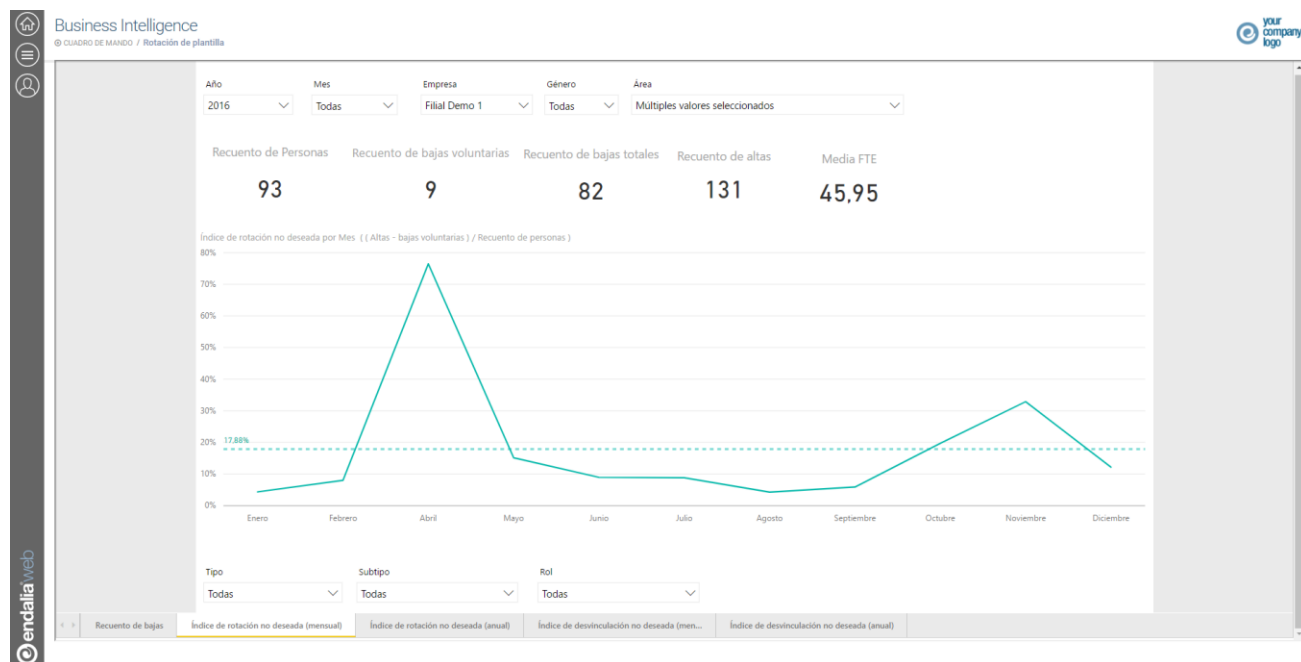 Business Intelligence
CUADRO DE MANDO / Rotación de plantilla
your
company
logo
Año Mes Empresa Género Área
2016 Todas Filial Demo 1 Todas Múltiples valores seleccionados
Recuento de Personas Recuento de bajas voluntarias Recuento de bajas totales Recuento de altas Media FTE
93 9 82 131 45,95
Índice de rotación no deseada por Mes ( ( Altas - bajas voluntarias ) / Recuento de personas )
80%
70%
60%
50%
40%
30%
20% 17.88%
10%
0%
Enero Febrero Abril Mayo Junio Julio Agosto Septiembre Octubre Noviembre Diciembre
Tipo Subtipo Rol
Todas Todas Todas
Recuento de bajas Índice de rotación no deseada (mensual) Índice de rotación no deseada (anual) Índice de desvinculación no deseada (men... Índice de desvinculación no deseada (anual)
endalia web